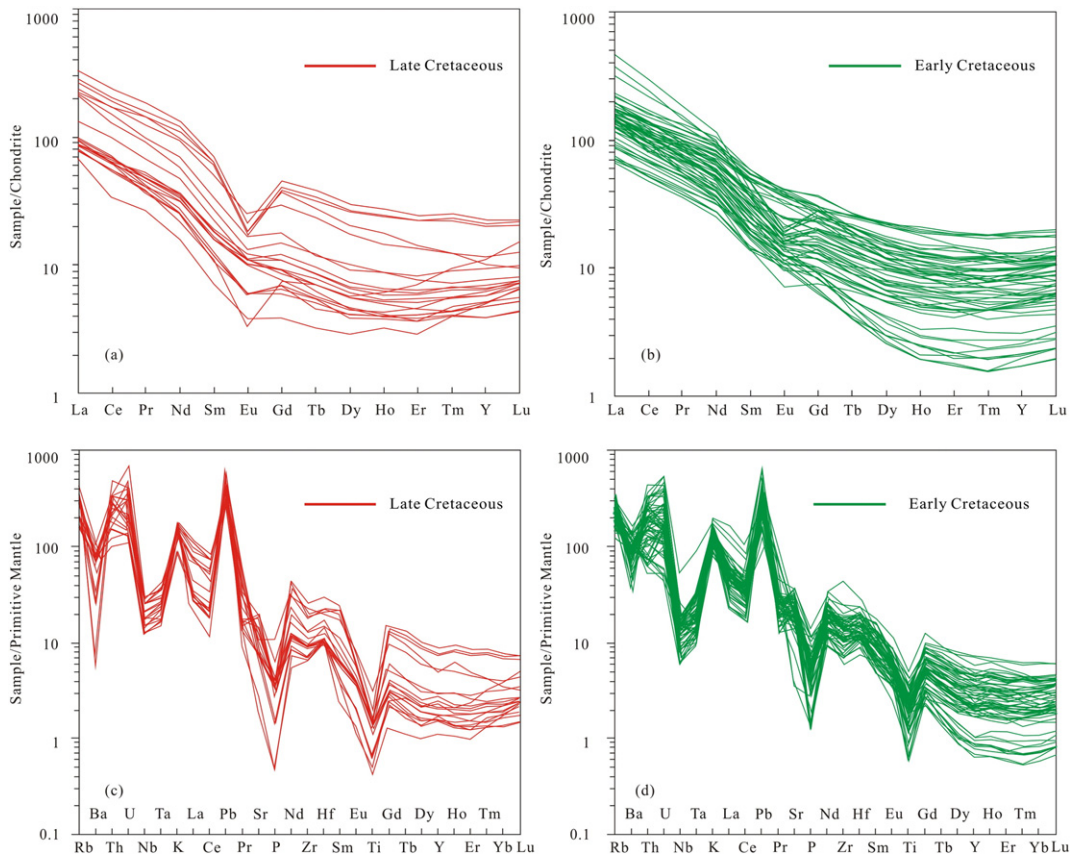 1000
100
10
1
Sample/Chondrite
Late Cretaceous
(a)
La Ce Pr Nd Sm Eu Gd Tb Dy Ho Er Tm Y Lu
1000
100
10
1
Sample/Chondrite
Early Cretaceous
(b)
La Ce Pr Nd Sm Eu Gd Tb Dy Ho Er Tm Y Lu
1000
100
10
1
0.1
Sample/Primitive Mantle
Late Cretaceous
(c)
Ba U Ta La Pb Sr Nd Hf Eu Gd Dy Ho Tm Lu
Rb Th Nb K Ce Pr P Zr Sm Ti Tb Y Er Yb
1000
100
10
1
0.1
Sample/Primitive Mantle
Early Cretaceous
(d)
Ba U Ta La Pb Sr Nd Hf Eu Gd Dy Ho Tm Lu
Rb Th Nb K Ce Pr P Zr Sm Ti Tb Y Er Yb